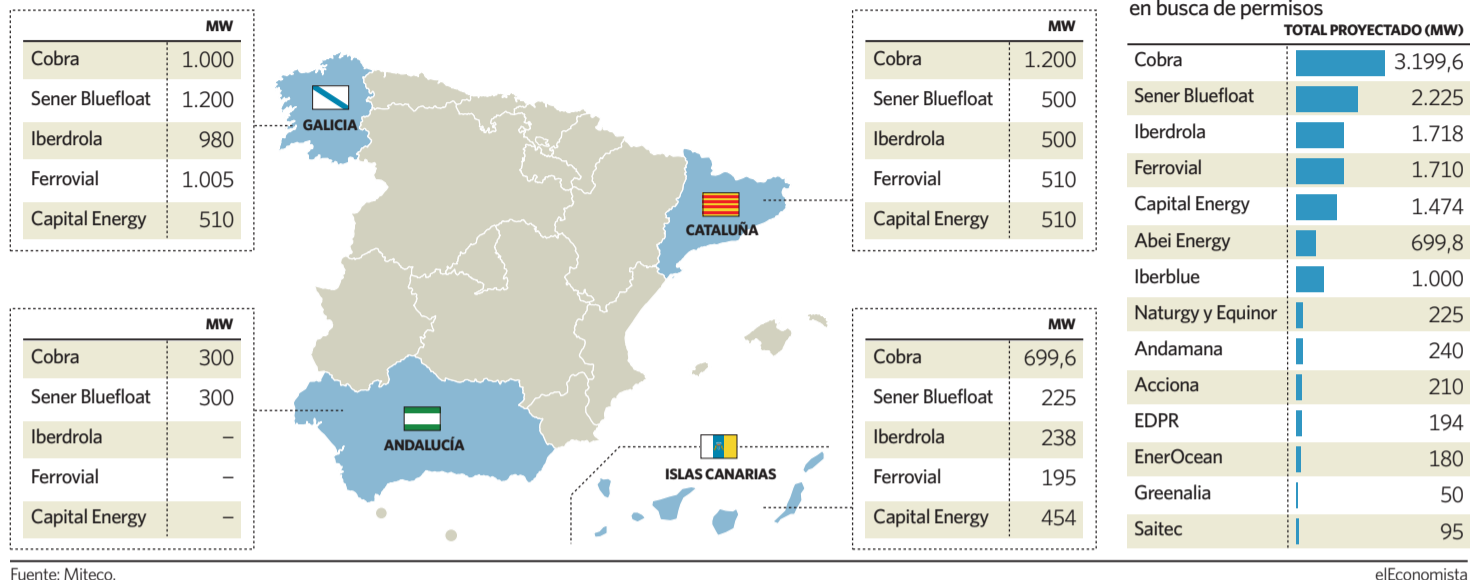 MW
Cobra 1.000
Sener Bluefloat 1.200
Iberdrola 980
Ferrovial 1.005
Capital Energy 510
GALICIA
MW
Cobra 1.200
Sener Bluefloat 500
Iberdrola 500
Ferrovial 510
Capital Energy 510
CATALUÑA
MW
Cobra 300
Sener Bluefloat 300
Iberdrola –
Ferrovial –
Capital Energy –
ANDALUCÍA
MW
Cobra 699,6
Sener Bluefloat 225
Iberdrola 238
Ferrovial 195
Capital Energy 454
ISLAS CANARIAS
en busca de permisos
TOTAL PROYECTADO (MW)
Cobra 3.199,6
Sener Bluefloat 2.225
Iberdrola 1.718
Ferrovial 1.710
Capital Energy 1.474
Abei Energy 699,8
Iberblue 1.000
Naturgy y Equinor 225
Andamana 240
Acciona 210
EDPR 194
EnerOcean 180
Greenalia 50
Saitec 95
Fuente: Miteco.
elEconomista